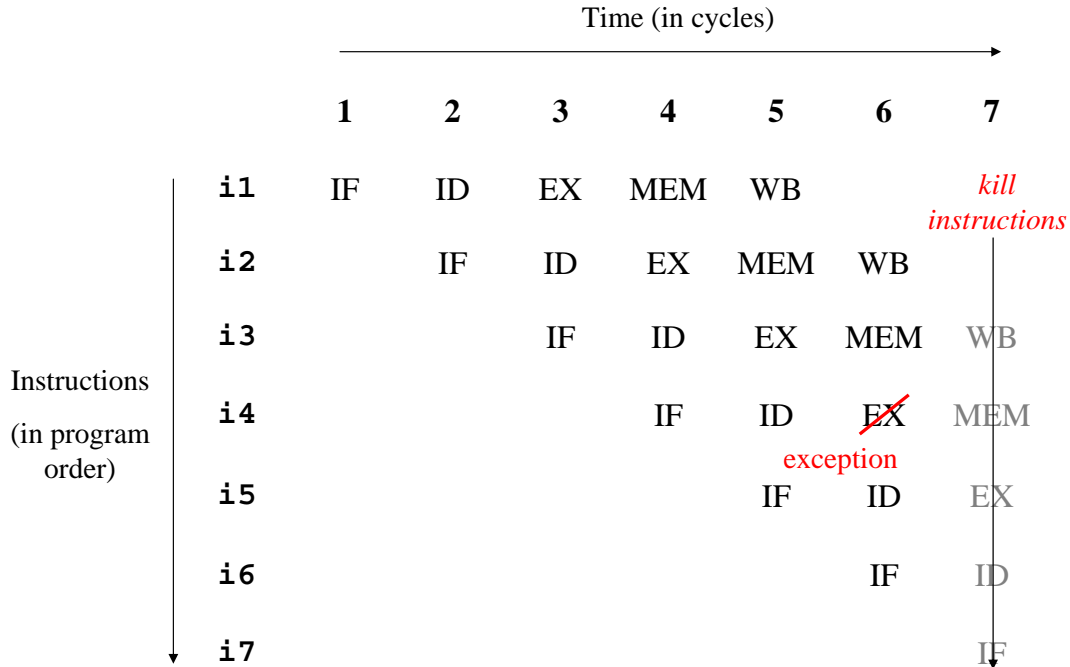 Time (in cycles)
1 2 3 4 5 6 7
i1 IF ID EX MEM WB kill
instructions
i2 IF ID EX MEM WB
i3 IF ID EX MEM WB
Instructions
(in program
order)
i4 IF ID EX MEM
exception
i5 IF ID EX
i6 IF ID
i7 IF